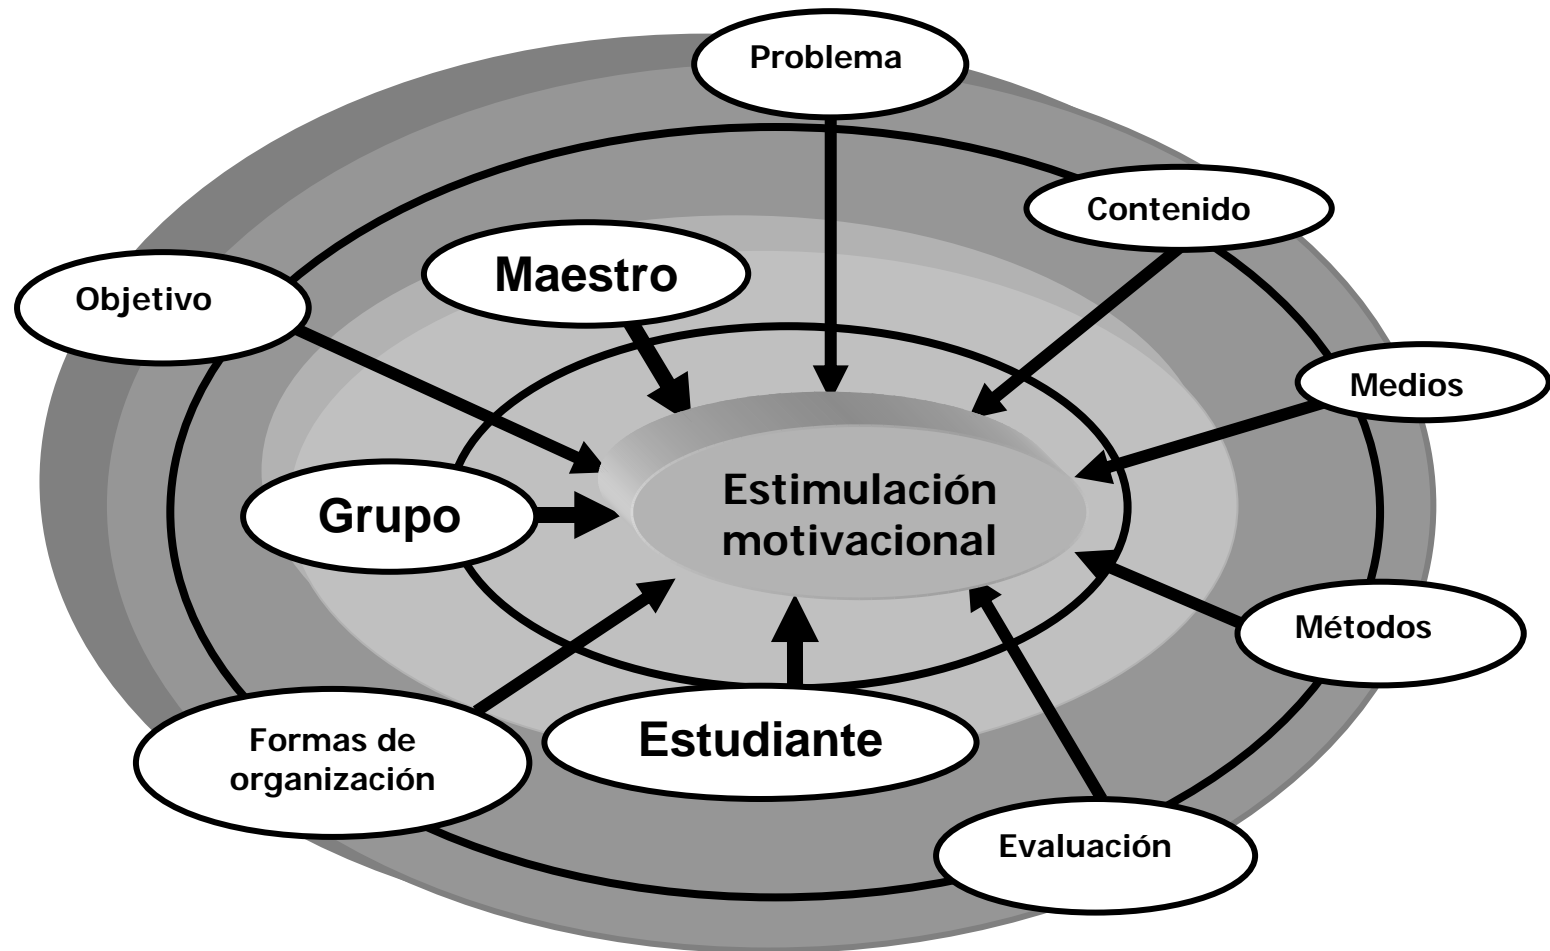 Problema
Contenido
Maestro
Objetivo
Medios
Estimulación
motivacional
Grupo
Métodos
Formas de
organización
Estudiante
Evaluación